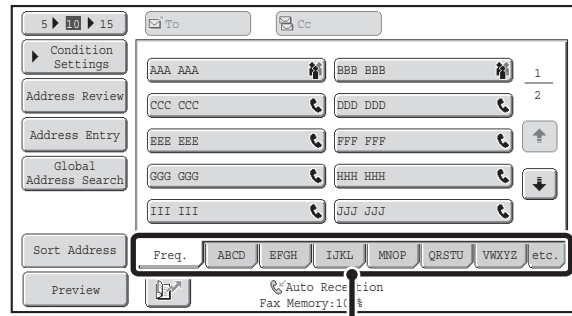 5 10 15
To
Cc
Condition
Settings
Address Review
Address Entry
Global
Address Search
Sort Address
Preview
AAA AAA
BBB BBB
CCC CCC
DDD DDD
EEE EEE
FFF FFF
GGG GGG
HHH HHH
III III
JJJ JJJ
1
2
Freq. ABCD EFGH IJKL MNOP QRSTU VWXYZ etc.
Auto Reception
Fax Memory:100%